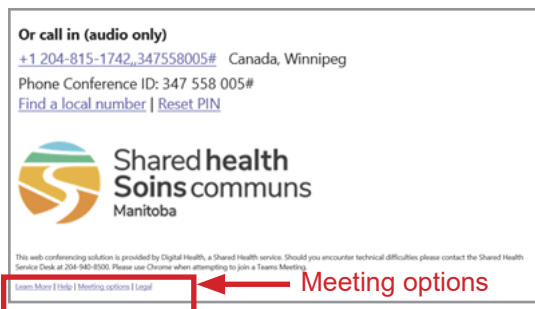 Or call in (audio only)
+1 204-815-1742,,347558005# Canada, Winnipeg
Phone Conference ID: 347 558 005#
Find a local number | Reset PIN
Shared health
Soins communs
Manitoba
This web conferencing solution is provided by Digital Health, a Shared Health service. Should you encounter technical difficulties please contact the Shared Health
Service Desk at 204-940-8500. Please use Chrome when attempting to join a Teams Meeting.
Learn More | Help | Meeting options | Legal
Meeting options